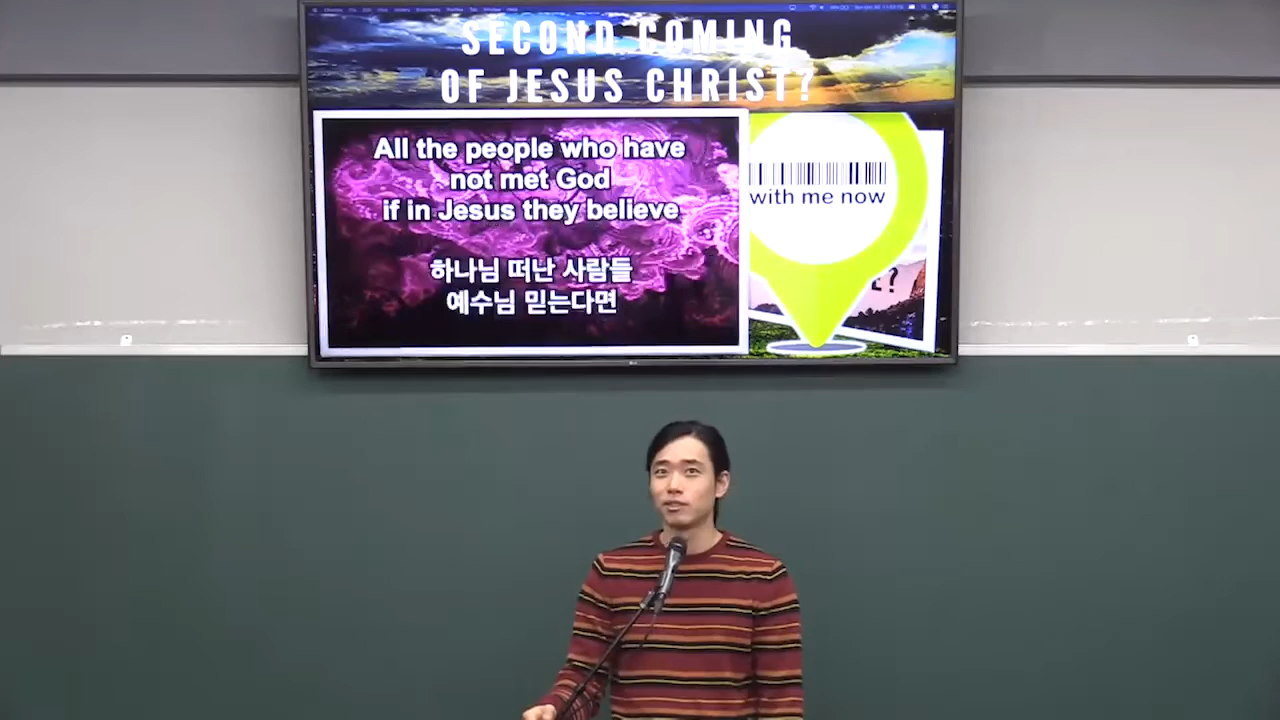 SECOND COMING
OF JESUS CHRIST?
All the people who have
not met God
if in Jesus they believe
하나님 떠난 사람들
예수님 믿는다면
with me now
E?